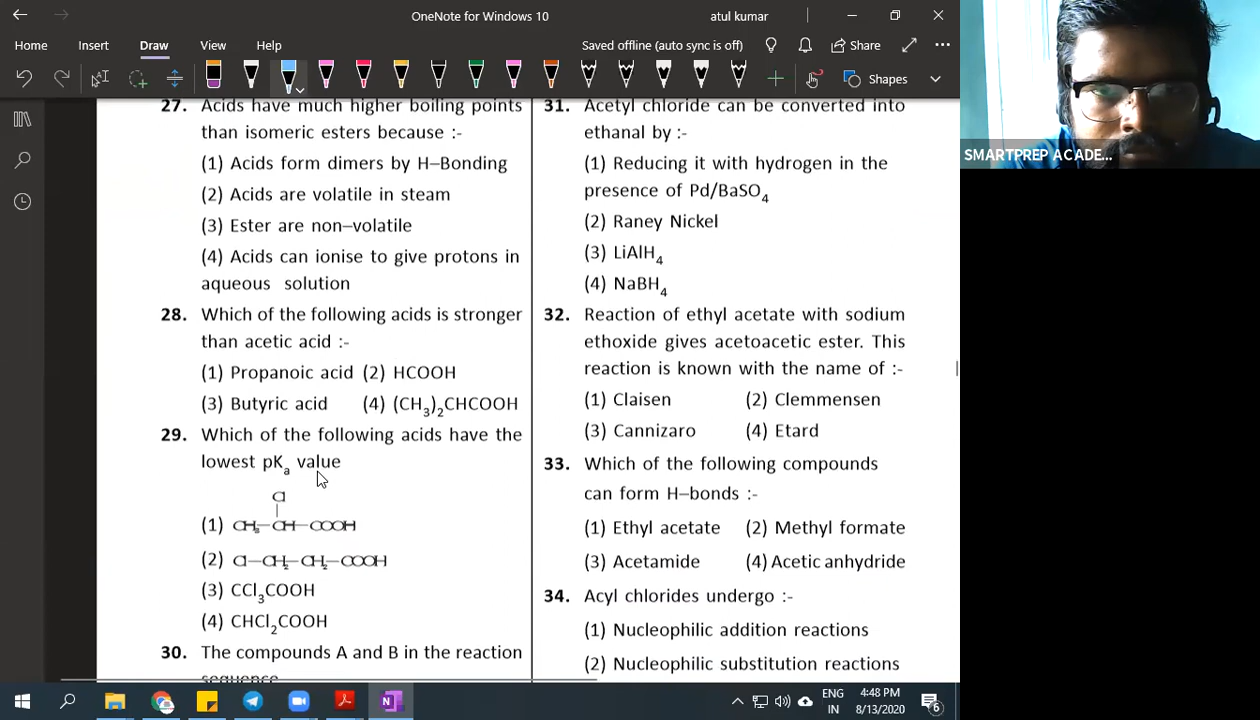 OneNote for Windows 10
atul kumar
Home Insert Draw View Help
Saved offline (auto sync is off)
Share
Shapes
27. Acids have much higher boiling points
than isomeric esters because :-
(1) Acids form dimers by H–Bonding
(2) Acids are volatile in steam
(3) Ester are non–volatile
(4) Acids can ionise to give protons in
aqueous solution
28. Which of the following acids is stronger
than acetic acid :-
(1) Propanoic acid (2) HCOOH
(3) Butyric acid (4) (CH3)2CHCOOH
29. Which of the following acids have the
lowest pKa value
Cl
(1) CH3–CH–COOH
(2) Cl–CH2–CH2–COOH
(3) CCl3COOH
(4) CHCl2COOH
30. The compounds A and B in the reaction
sequence
31. Acetyl chloride can be converted into
ethanal by :-
(1) Reducing it with hydrogen in the
presence of Pd/BaSO4
(2) Raney Nickel
(3) LiAlH4
(4) NaBH4
32. Reaction of ethyl acetate with sodium
ethoxide gives acetoacetic ester. This
reaction is known with the name of :-
(1) Claisen (2) Clemmensen
(3) Cannizaro (4) Etard
33. Which of the following compounds
can form H–bonds :-
(1) Ethyl acetate (2) Methyl formate
(3) Acetamide (4) Acetic anhydride
34. Acyl chlorides undergo :-
(1) Nucleophilic addition reactions
(2) Nucleophilic substitution reactions
SMARTPREP ACADE...
ENG
IN
4:48 PM
8/13/2020
6